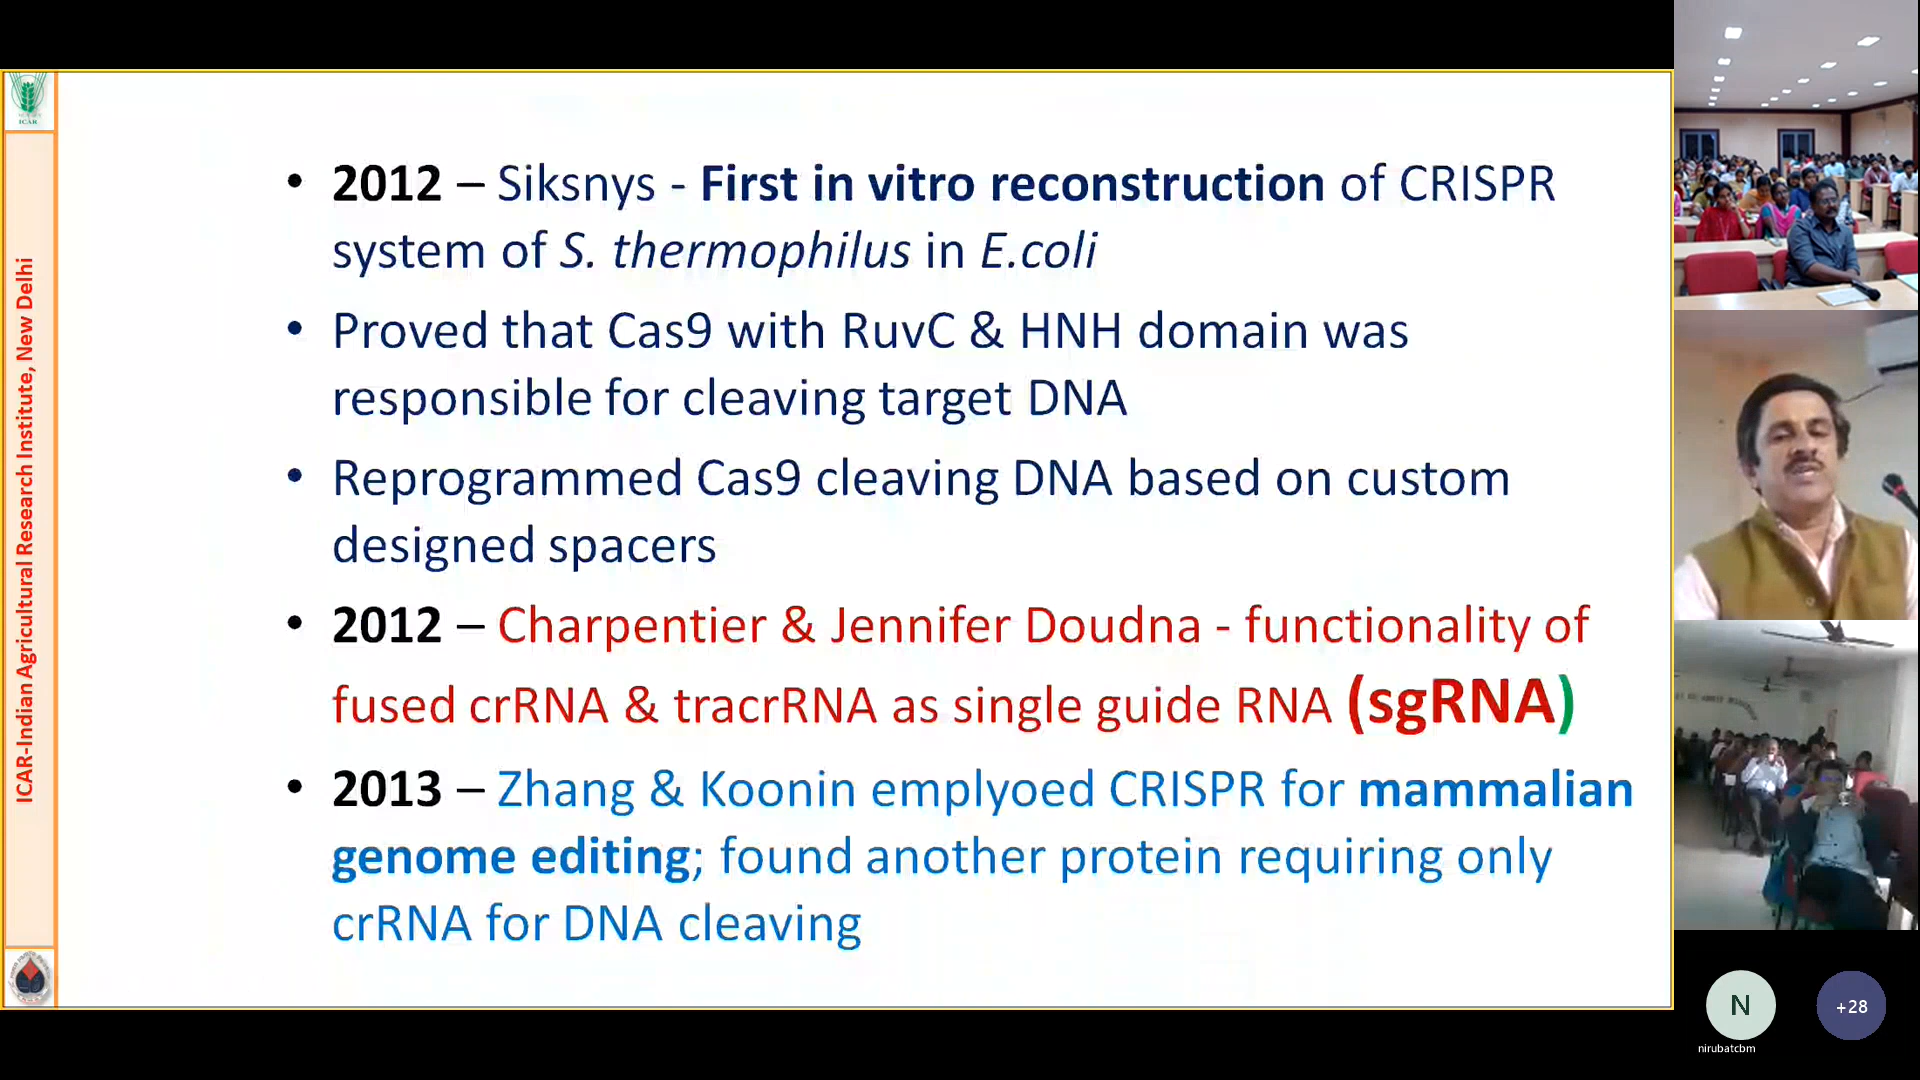 ICAR
ICAR-Indian Agricultural Research Institute, New Delhi
• 2012 – Siksnys - First in vitro reconstruction of CRISPR
system of S. thermophilus in E.coli
• Proved that Cas9 with RuvC & HNH domain was
responsible for cleaving target DNA
• Reprogrammed Cas9 cleaving DNA based on custom
designed spacers
• 2012 – Charpentier & Jennifer Doudna - functionality of
fused crRNA & tracrRNA as single guide RNA (sgRNA)
• 2013 – Zhang & Koonin emplyoed CRISPR for mammalian
genome editing; found another protein requiring only
crRNA for DNA cleaving
N
+28
nirubatcbm